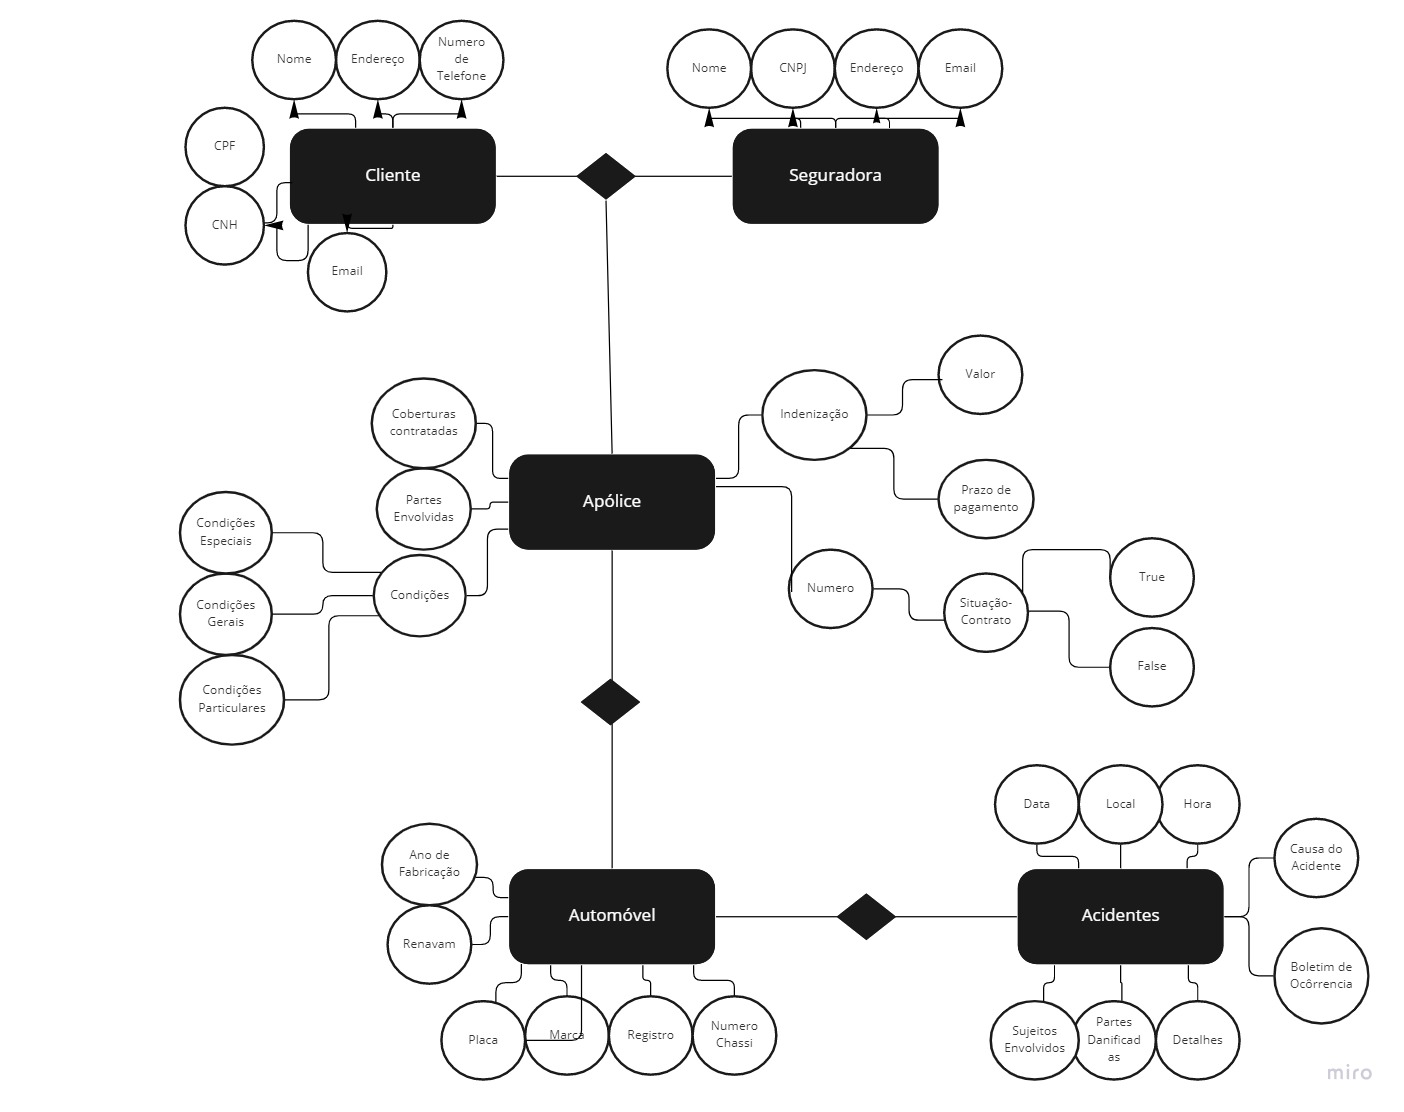 Nome
Endereço
Numero
de
Telefone
Nome
CNPJ
Endereço
Email
CPF
CNH
Cliente
Email
Seguradora
Valor
Indenização
Coberturas
contratadas
Apólice
Partes
Envolvidas
Prazo de
pagamento
Condições
Especiais
Condições
Gerais
Condições
Particulares
Condições
Numero
Situação-
Contrato
True
False
Data
Local
Hora
Ano de
Fabricação
Renavam
Automóvel
Acidentes
Causa do
Acidente
Boletim de
Ocôrrencia
Placa
Marca
Registro
Numero
Chassi
Sujeitos
Envolvidos
Partes
Danificad
as
Detalhes
miro